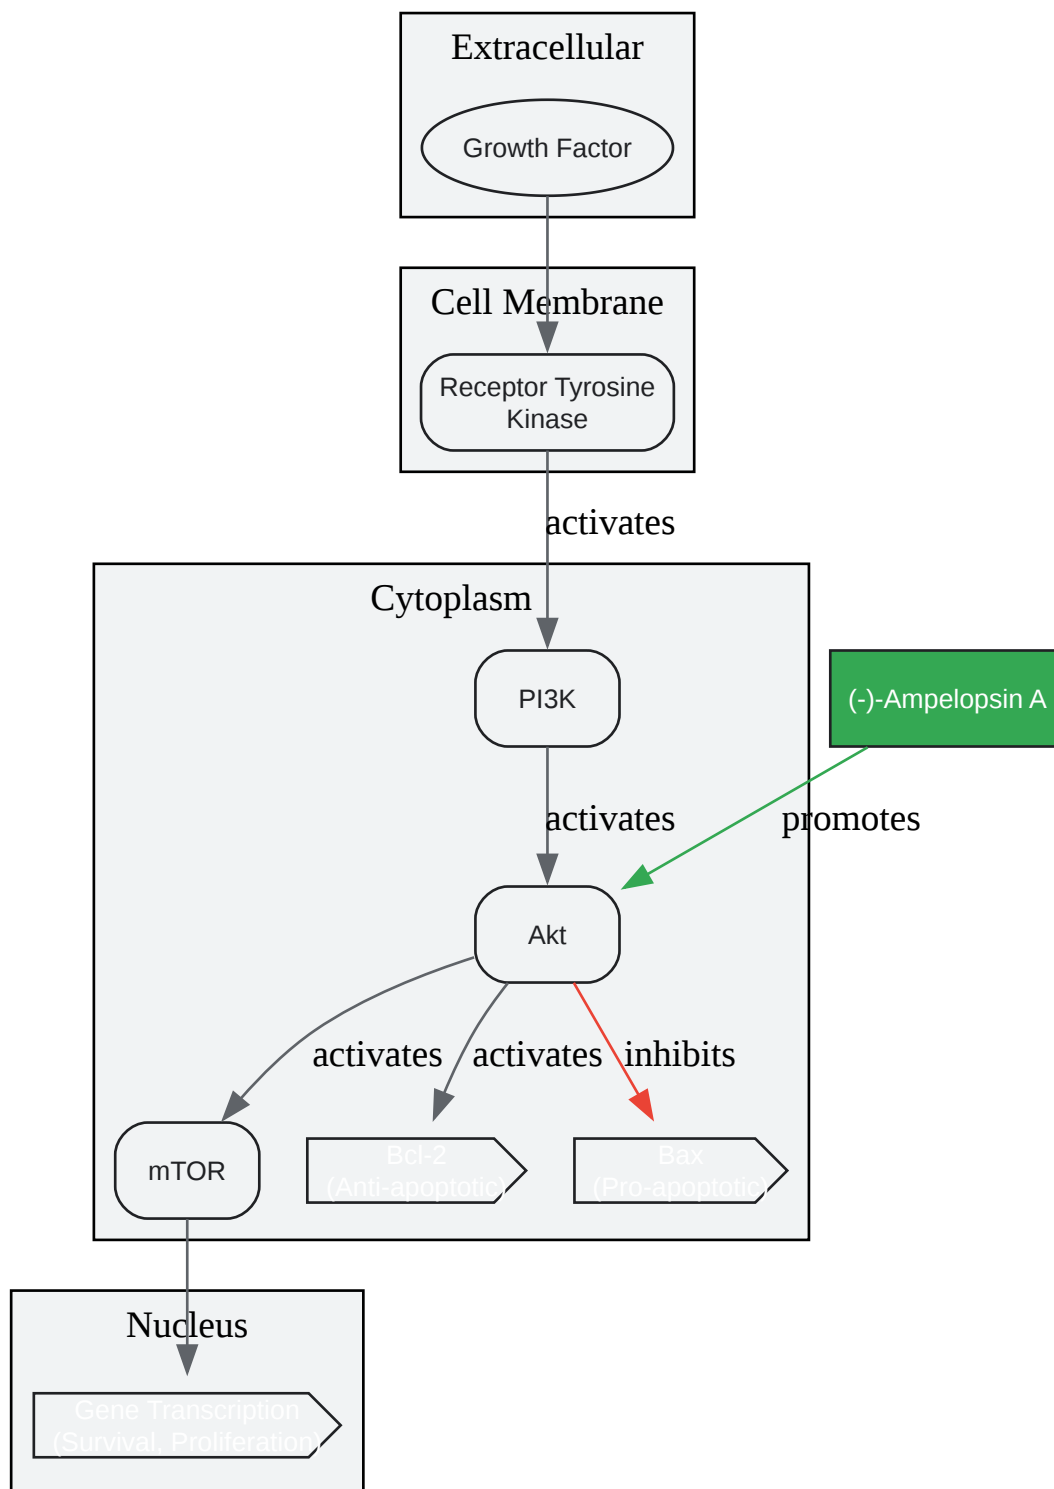 Extracellular
Growth Factor
Cell Membrane
Receptor Tyrosine
Kinase
activates
Cytoplasm
PI3K
(-)-Ampelopsin A
activates
promotes
Akt
activates
activates
inhibits
mTOR
Bcl-2
(Anti-apoptotic)
Bax
(Pro-apoptotic)
Nucleus
Gene Transcription
(Survival, Proliferation)